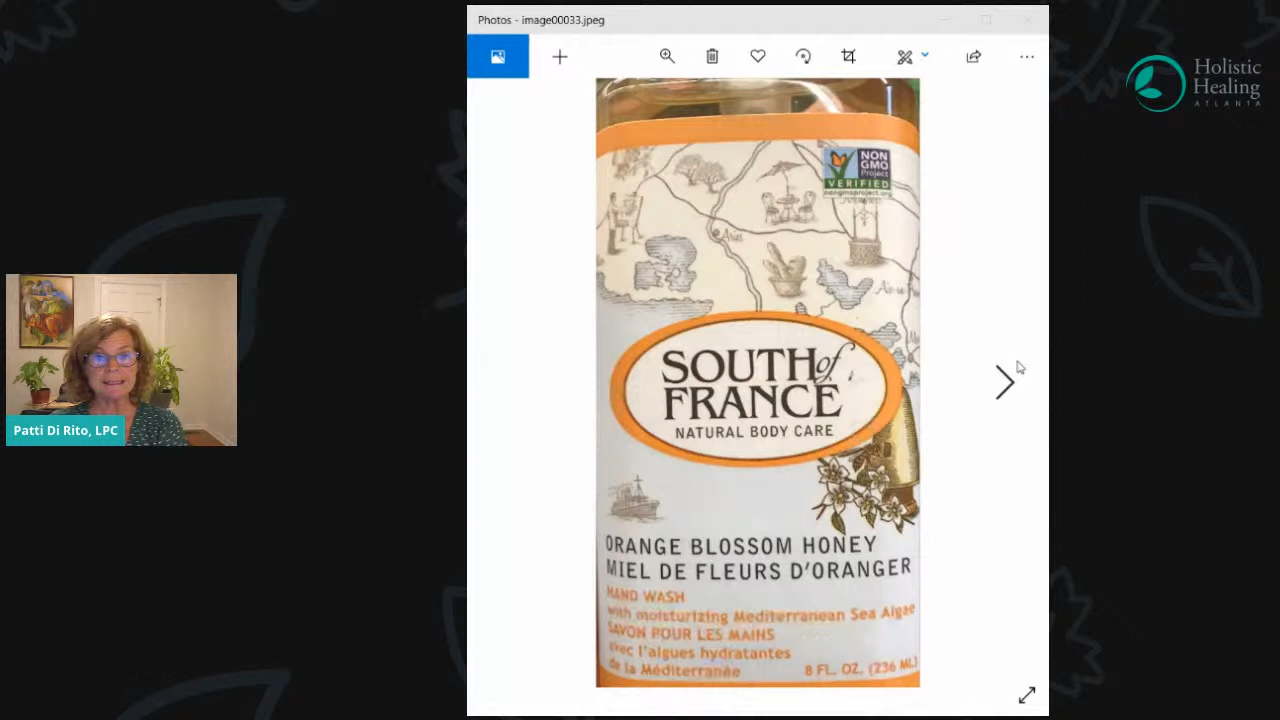 Photos - image00033.jpeg
Holistic
Healing
ATLANTA
NON
GMO
Project
VERIFIED
nongmoproject.org
SOUTH of
FRANCE
NATURAL BODY CARE
Patti Di Rito, LPC
ORANGE BLOSSOM HONEY
MIEL DE FLEURS D'ORANGER
HAND WASH
with moisturizing Mediterranean Sea Algae
SAVON POUR LES MAINS
avec l'algues hydratantes
de la Méditerranée
8 FL. OZ. (236 ML)